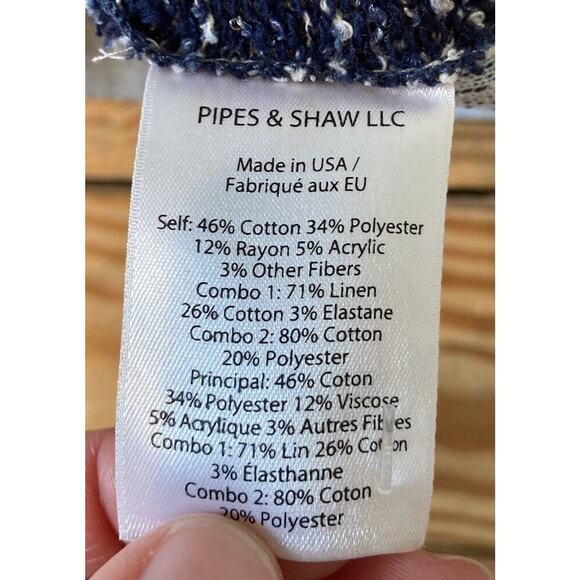 PIPES & SHAW LLC
Made in USA /
Fabriqué aux EU
Self: 46% Cotton 34% Polyester
12% Rayon 5% Acrylic
3% Other Fibers
Combo 1: 71% Linen
26% Cotton 3% Elastane
Combo 2: 80% Cotton
20% Polyester
Principal: 46% Coton
34% Polyester 12% Viscose
5% Acrylique 3% Autres Fibres
Combo 1: 71% Lin 26% Coton
3% Élasthanne
Combo 2: 80% Coton
20% Polyester